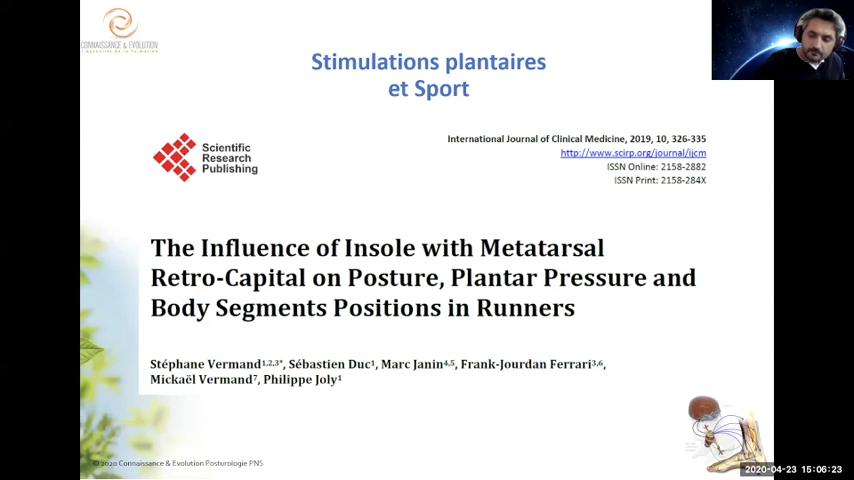 CONNAISSANCE & EVOLUTION
Stimulations plantaires
et Sport
Scientific
Research
Publishing
International Journal of Clinical Medicine, 2019, 10, 326-335
http://www.scirp.org/journal/ijcm
ISSN Online: 2158-2882
ISSN Print: 2158-284X
The Influence of Insole with Metatarsal
Retro-Capital on Posture, Plantar Pressure and
Body Segments Positions in Runners
Stéphane Vermand1,2,3*, Sébastien Duc1, Marc Janin4,5, Frank-Jourdan Ferrari3,6,
Mickaël Vermand7, Philippe Joly1
© 2020 Connaissance & Evolution Posturologie PNS
2020-04-23 15:06:23